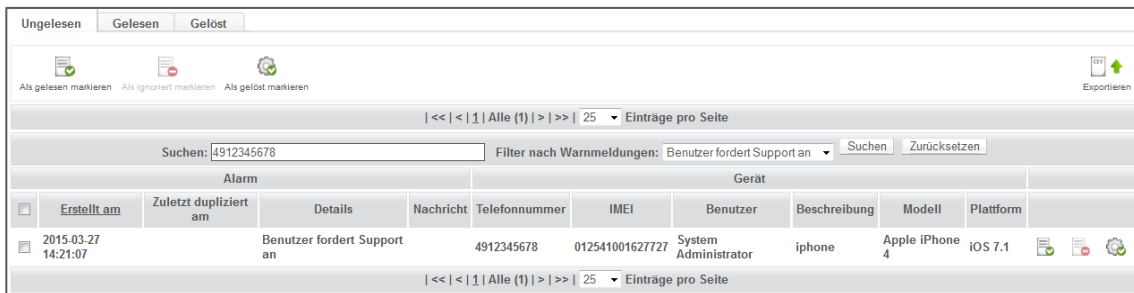 Ungelesen Gelesen Gelöst
CSV
Als gelesen markieren Als ignoriert markieren Als gelöst markieren Exportieren
| << | < | 1 | Alle (1) | > | >> | 25 Einträge pro Seite
Suchen: 4912345678 Filter nach Warnmeldungen: Benutzer fordert Support an Suchen Zurücksetzen
Alarm Gerät
Erstellt am Zuletzt dupliziert am Details Nachricht Telefonnummer IMEI Benutzer Beschreibung Modell Plattform
2015-03-27 14:21:07 Benutzer fordert Support an 4912345678 012541001627727 System Administrator iphone Apple iPhone 4 iOS 7.1
| << | < | 1 | Alle (1) | > | >> | 25 Einträge pro Seite